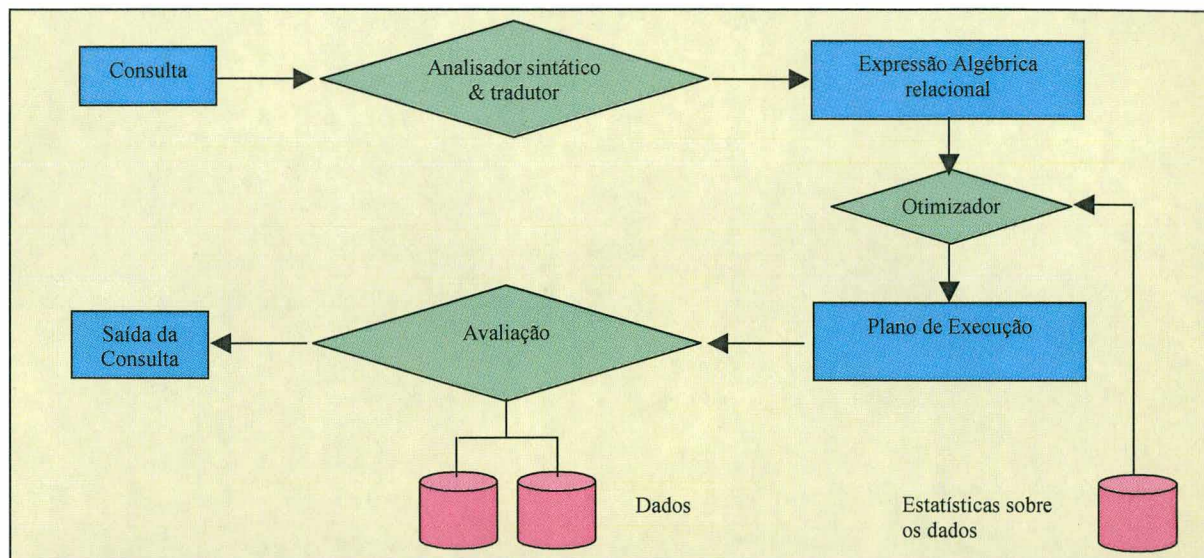 Consulta
Analisador sintático
& tradutor
Expressão Algébrica
relacional
Otimizador
Plano de Execução
Avaliação
Saída da
Consulta
Dados
Estatísticas sobre
os dados